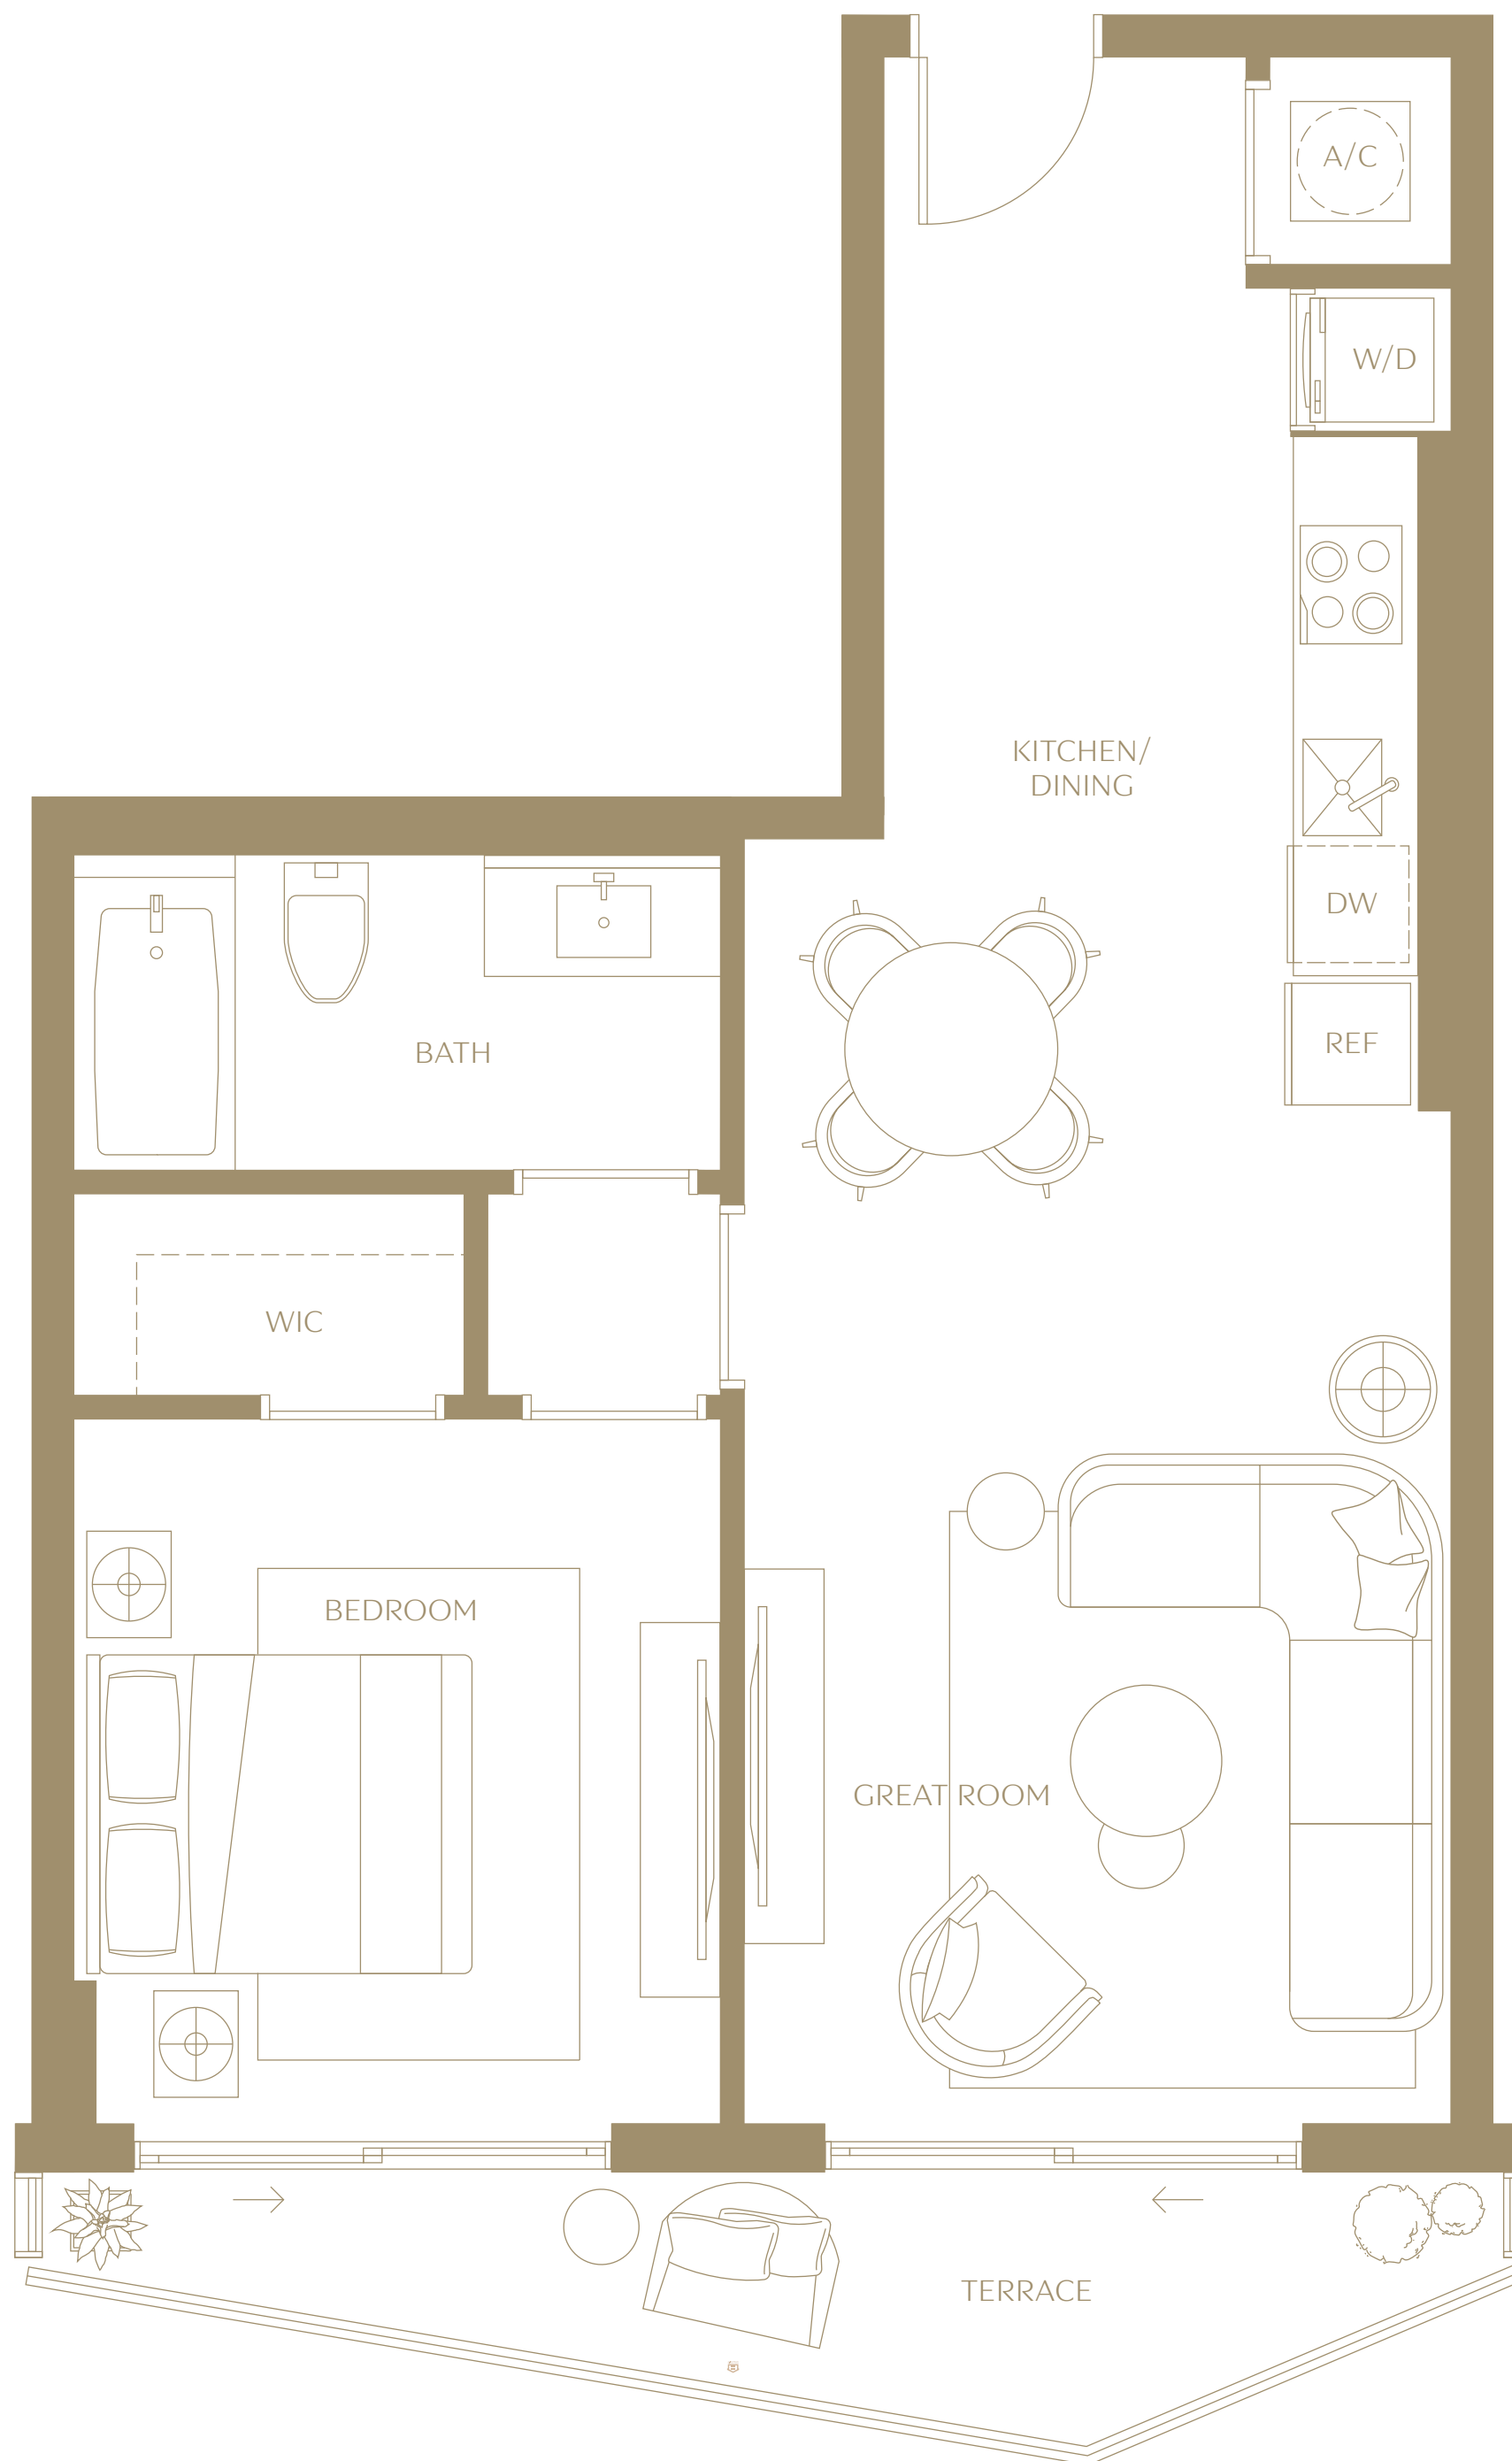 A/C
W/D
KITCHEN/
DINING
DW
REF
BATH
WIC
BEDROOM
GREAT ROOM
TERRACE